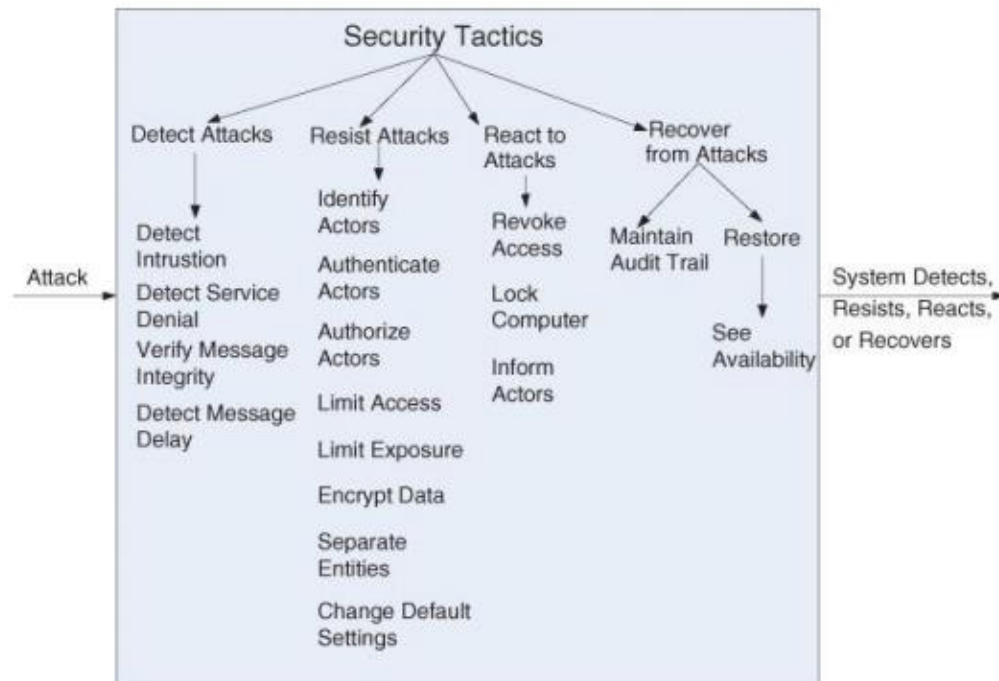 Security Tactics
Detect Attacks
Resist Attacks
React to
Attacks
Recover
from Attacks
Detect
Intrustion
Detect Service
Denial
Verify Message
Integrity
Detect Message
Delay
Identify
Actors
Authenticate
Actors
Authorize
Actors
Limit Access
Limit Exposure
Encrypt Data
Separate
Entities
Change Default
Settings
Revoke
Access
Lock
Computer
Inform
Actors
Maintain
Audit Trail
Restore
See
Availability
Attack
System Detects,
Resists, Reacts,
or Recovers